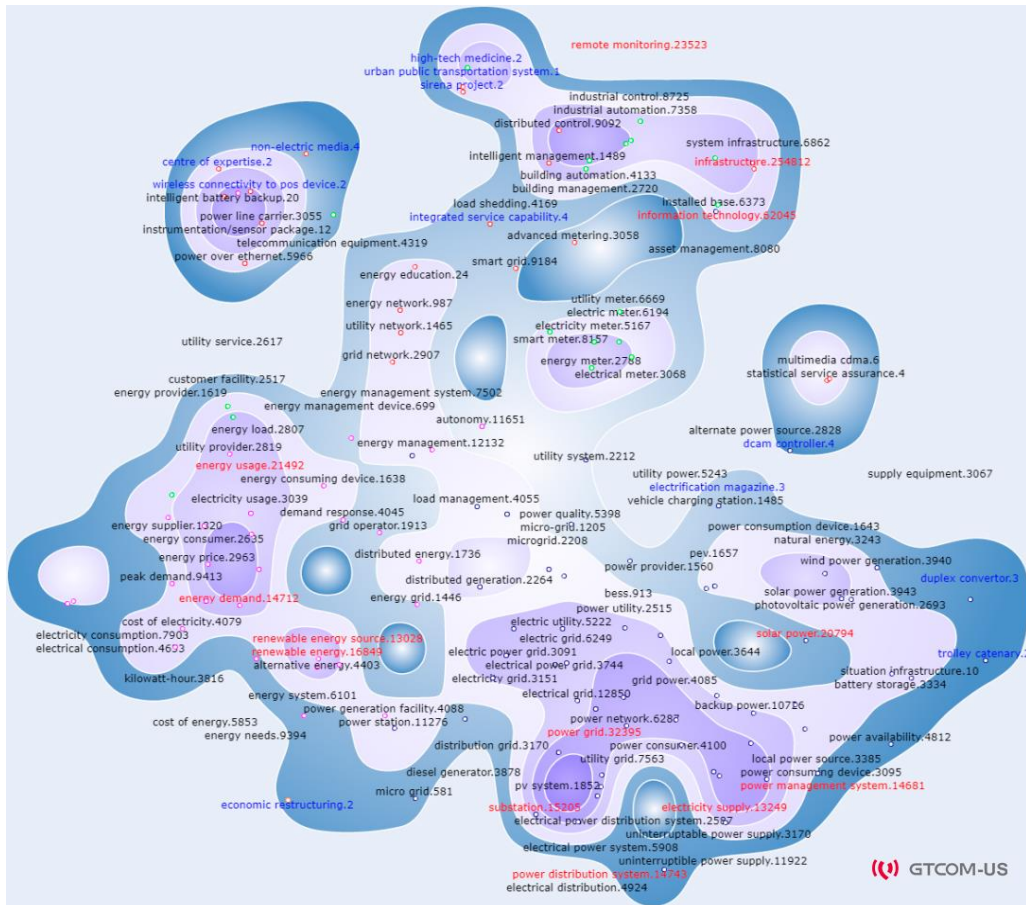 remote monitoring.23523
high-tech medicine.2
urban public transportation system.1
sirena project.2
industrial control.8725
industrial automation.7358
distributed control.9092
system infrastructure.6862
non-electric media.4
centre of expertise.2
intelligent management.1489
infrastructure.254812
building automation.4133
wireless connectivity to pos device.2
building management.2720
intelligent battery backup.20
load shedding.4169
installed base.6373
power line carrier.3055
integrated service capability.4
information technology.62045
instrumentation/sensor package.12
telecommunication equipment.4319
advanced metering.3058
asset management.8080
power over ethernet.5966
smart grid.9184
energy education.24
utility meter.6669
energy network.987
electric meter.6194
utility network.1465
electricity meter.5167
utility service.2617
smart meter.8157
grid network.2907
energy meter.2788
multimedia cdma.6
electrical meter.3068
statistical service assurance.4
customer facility.2517
energy provider.1619
energy management system.7502
energy management device.699
autonomy.11651
energy load.2807
alternate power source.2828
energy management.12132
dcam controller.4
utility provider.2819
utility system.2212
energy usage.21492
utility power.5243
supply equipment.3067
energy consuming device.1638
electrification magazine.3
electricity usage.3039
load management.4055
vehicle charging station.1485
demand response.4045
power quality.5398
energy supplier.1320
grid operator.1913
micro-grid.1205
power consumption device.1643
energy consumer.2635
microgrid.2208
natural energy.3243
energy price.2963
distributed energy.1736
pev.1657
wind power generation.3940
power provider.1560
peak demand.9413
distributed generation.2264
duplex convertor.3
energy demand.14712
energy grid.1446
bess.913
solar power generation.3943
power utility.2515
photovoltaic power generation.2693
cost of electricity.4079
electric utility.5222
electricity consumption.7903
renewable energy source.13028
electric grid.6249
solar power.20794
electrical consumption.4653
renewable energy.16849
electric power grid.3091
local power.3644
trolley catenary.
alternative energy.4403
electrical power grid.3744
situation infrastructure.10
kilowatt-hour.3816
electricity grid.3151
grid power.4085
battery storage.3334
energy system.6101
electrical grid.12850
backup power.10726
power generation facility.4088
cost of energy.5853
power station.11276
power network.6287
energy needs.9394
power grid.32395
power availability.4812
distribution grid.3170
power consumer.4100
utility grid.7563
local power source.3385
diesel generator.3878
power consuming device.3095
micro grid.581
pv system.1852
power management system.14681
economic restructuring.2
substation.15205
electricity supply.13249
electrical power distribution system.2597
uninterruptable power supply.3170
electrical power system.5908
uninterruptible power supply.11922
power distribution system.14743
electrical distribution.4924
GTCOM-US